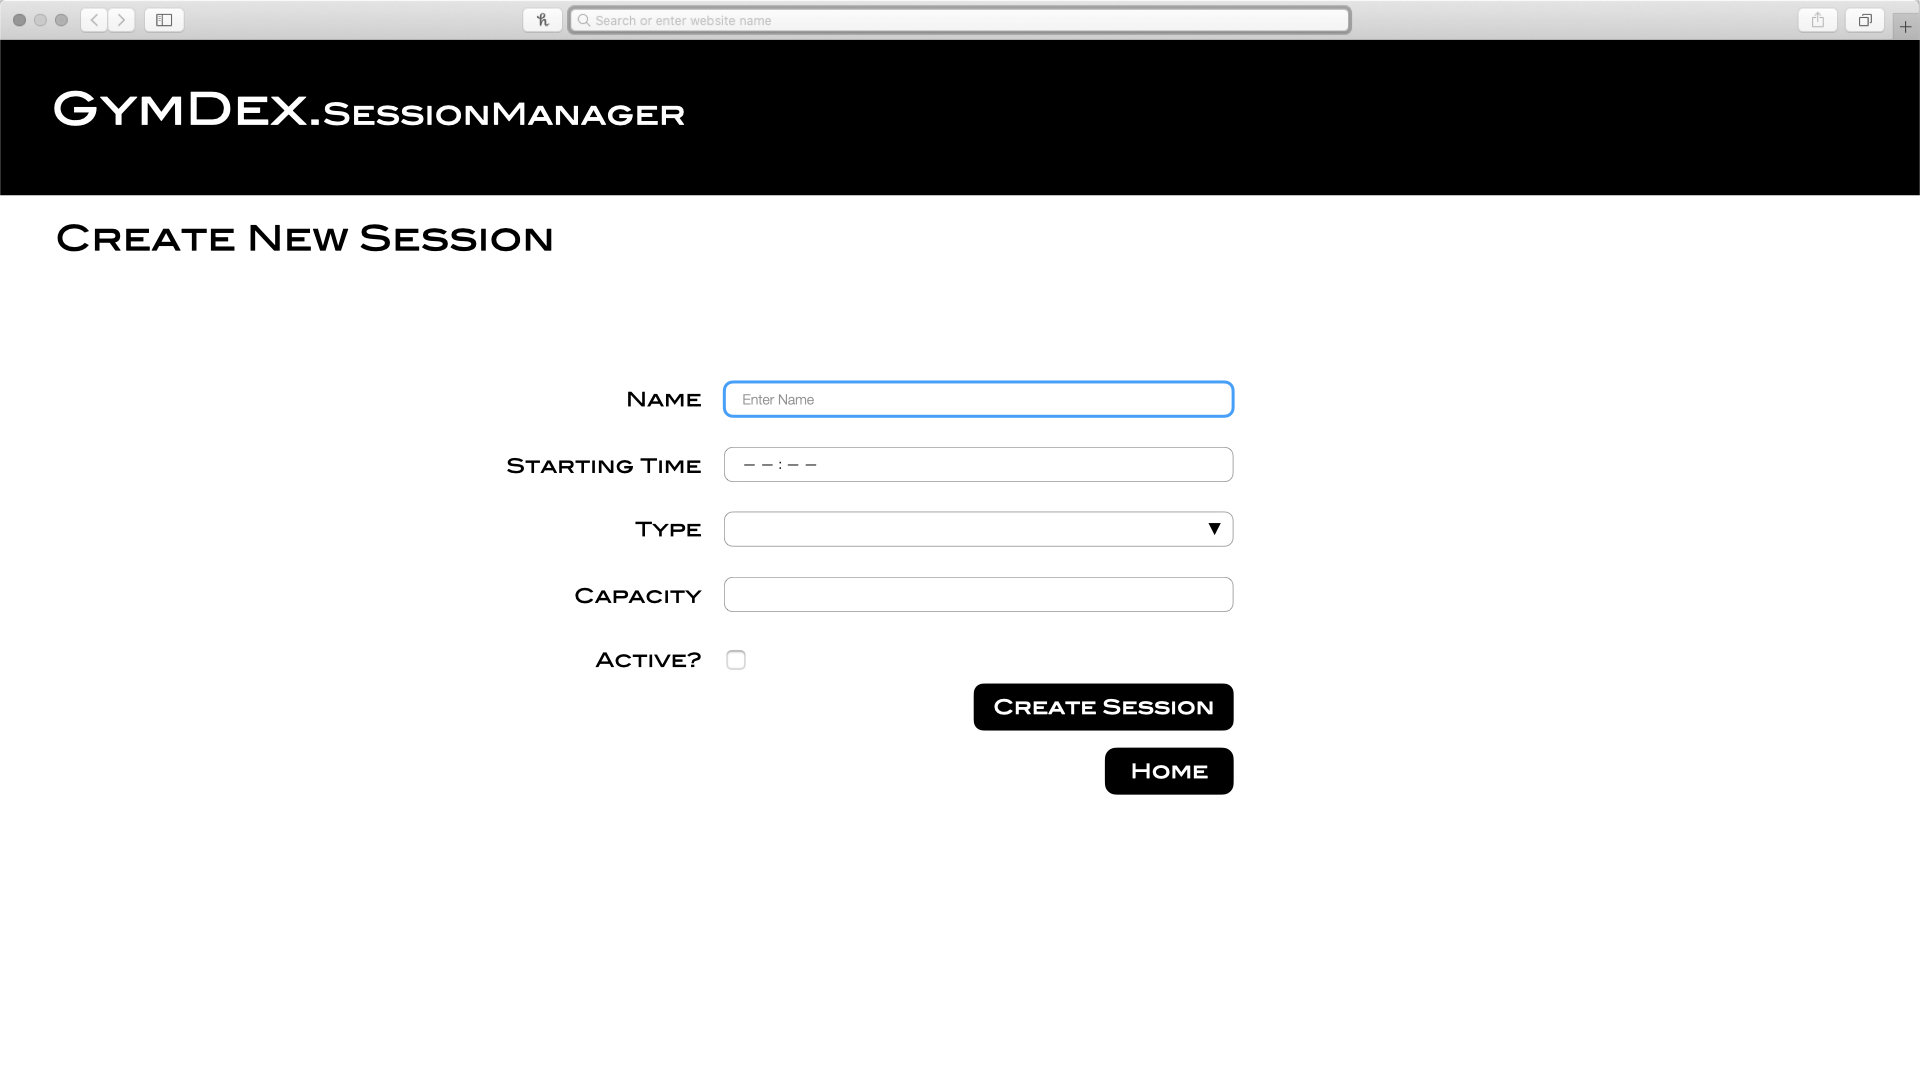 Search or enter website name
GymDex.SessionManager
Create New Session
Name Enter Name
Starting Time – – : – –
Type ▼
Capacity
Active?
Create Session
Home